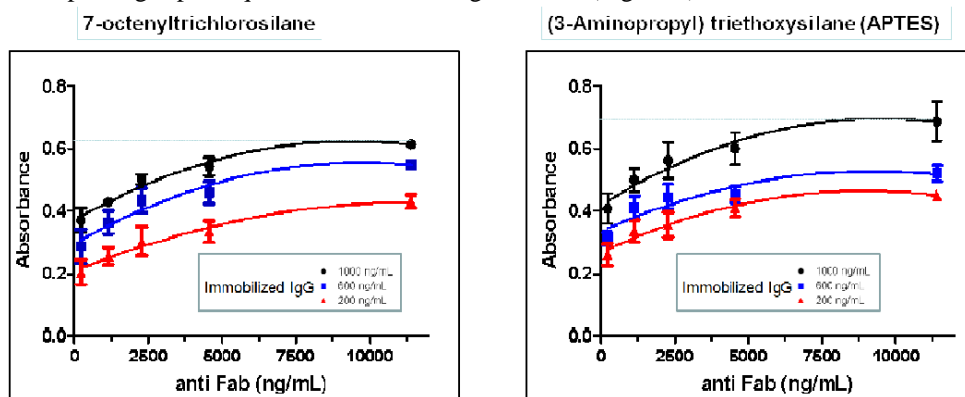 7-octenyltrichlorosilane
(3-Aminopropyl) triethoxysilane (APTES)
Absorbance
0.8
0.6
0.4
0.2
0.0
0
2500
5000
7500
10000
anti Fab (ng/mL)
Immobilized IgG
1000 ng/mL
600 ng/mL
200 ng/mL
Absorbance
0.8
0.6
0.4
0.2
0.0
0
2500
5000
7500
10000
anti Fab (ng/mL)
Immobilized IgG
1000 ng/mL
600 ng/mL
200 ng/mL